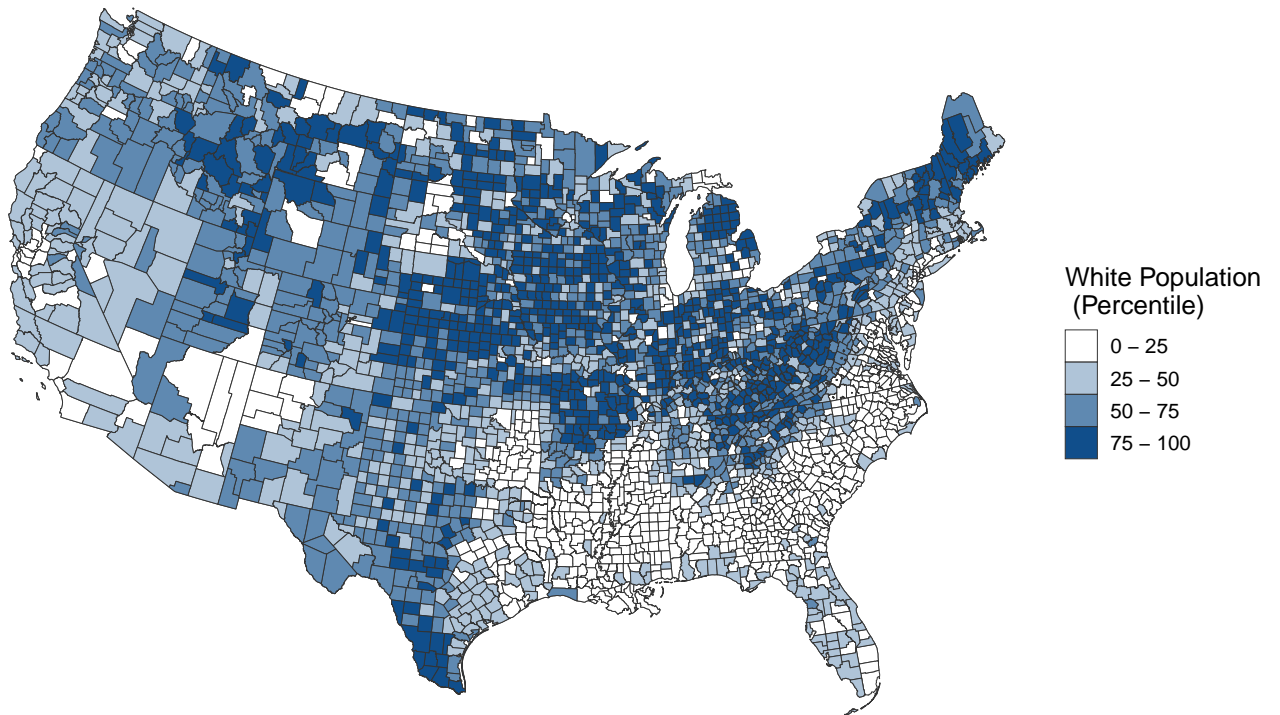 White Population
(Percentile)
0 – 25
25 – 50
50 – 75
75 – 100